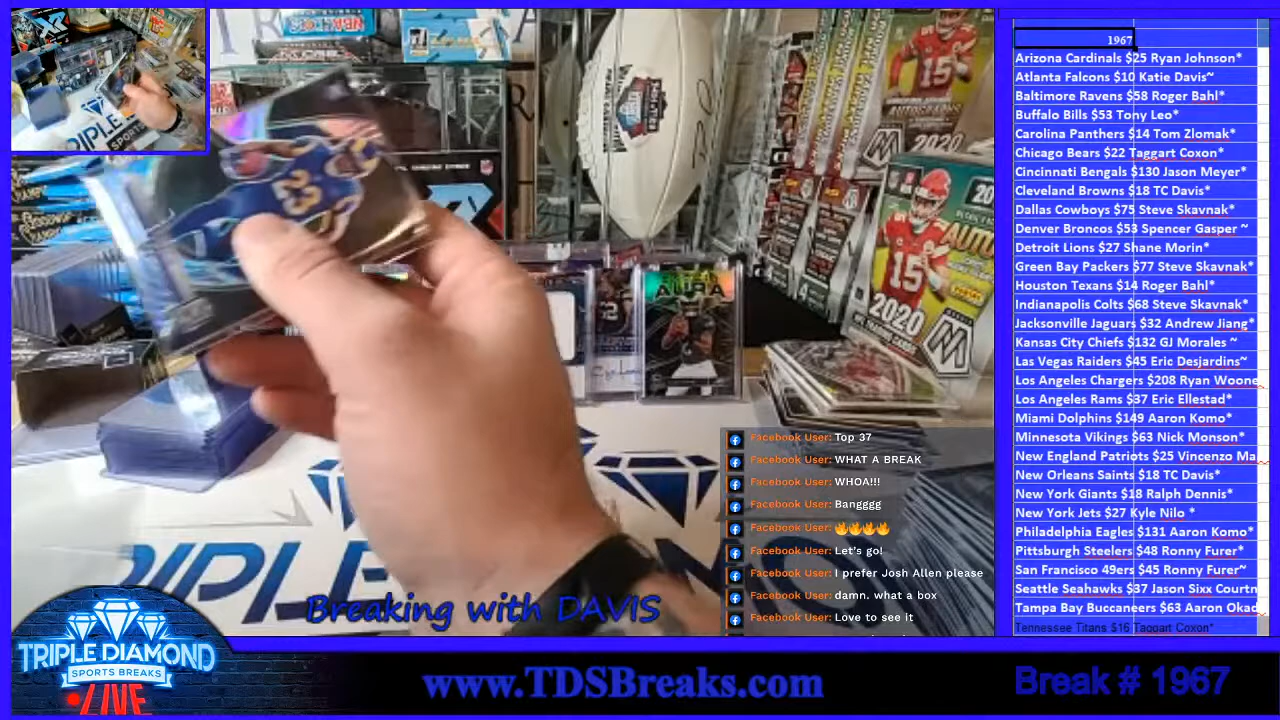 1967
Arizona Cardinals $25 Ryan Johnson*
Atlanta Falcons $10 Katie Davis~
Baltimore Ravens $58 Roger Bahl*
Buffalo Bills $53 Tony Leo*
Carolina Panthers $14 Tom Zlomak*
Chicago Bears $22 Taggart Coxon*
Cincinnati Bengals $130 Jason Meyer*
Cleveland Browns $18 TC Davis*
Dallas Cowboys $75 Steve Skavnak*
Denver Broncos $53 Spencer Gasper ~
Detroit Lions $27 Shane Morin*
Green Bay Packers $77 Steve Skavnak*
Houston Texans $14 Roger Bahl*
Indianapolis Colts $68 Steve Skavnak*
Jacksonville Jaguars $32 Andrew Jiang*
Kansas City Chiefs $132 GJ Morales ~
Las Vegas Raiders $45 Eric Desjardins~
Los Angeles Chargers $208 Ryan Woone
Los Angeles Rams $37 Eric Ellestad*
Miami Dolphins $149 Aaron Komo*
Minnesota Vikings $63 Nick Monson*
New England Patriots $25 Vincenzo Ma
New Orleans Saints $18 TC Davis*
New York Giants $18 Ralph Dennis*
New York Jets $27 Kyle Nilo *
Philadelphia Eagles $131 Aaron Komo*
Pittsburgh Steelers $48 Ronny Furer*
San Francisco 49ers $45 Ronny Furer~
Seattle Seahawks $37 Jason Sixx Courtn
Tampa Bay Buccaneers $63 Aaron Okad
Tennessee Titans $16 Taggart Coxon*
23
AURA
15
AUTOGRAPHS
2020
15
20
AUTO
2020
Facebook User: Top 37
Facebook User: WHAT A BREAK
Facebook User: WHOA!!!
Facebook User: Bangggg
Facebook User: 🔥🔥🔥🔥
Facebook User: Let's go!
Facebook User: I prefer Josh Allen please
Facebook User: damn. what a box
Facebook User: Love to see it
RIPLE
Breaking with DAVIS
TRIPLE DIAMOND
SPORTS BREAKS
LIVE
www.TDSBreaks.com
Break # 1967